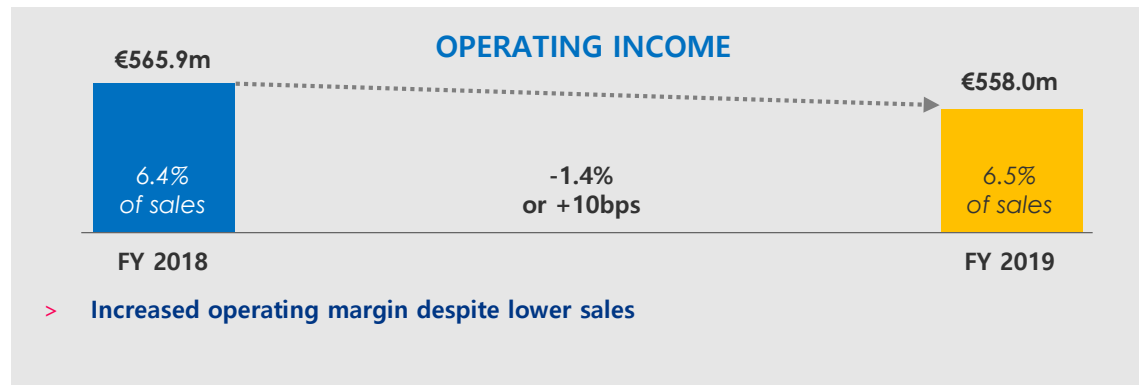 OPERATING INCOME
€565.9m
€558.0m
6.4%
of sales
-1.4%
or +10bps
6.5%
of sales
FY 2018
FY 2019
> Increased operating margin despite lower sales